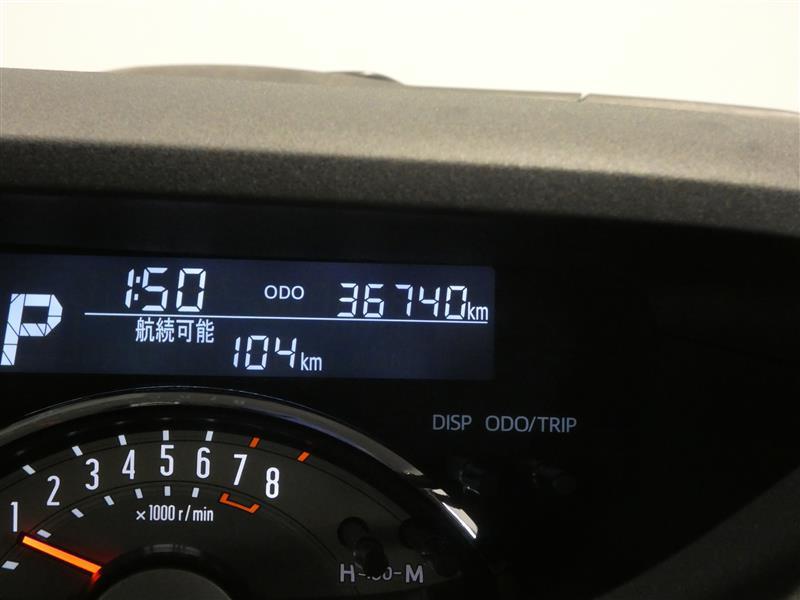 P 1:50 ODO 36740km
航続可能 104km
DISP ODO/TRIP
1 2 3 4 5 6 7 8
×1000 r/min
H M